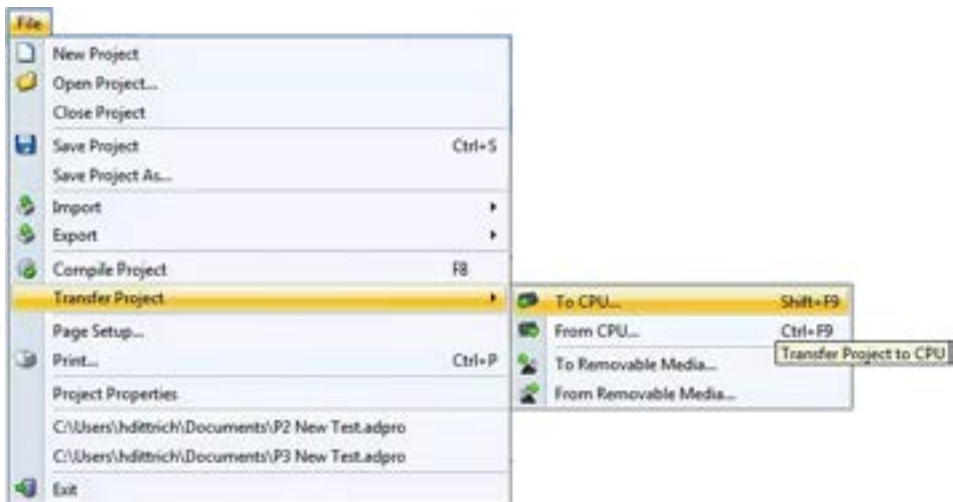 File
New Project
Open Project...
Close Project
Save Project Ctrl+S
Save Project As...
Import
Export
Compile Project F8
Transfer Project
To CPU... Shift+F9
Page Setup...
From CPU... Ctrl+F9
Transfer Project to CPU
Print... Ctrl+P
To Removable Media...
Project Properties
From Removable Media...
C:\Users\hdittrich\Documents\P2 New Test.adpro
C:\Users\hdittrich\Documents\P3 New Test.adpro
Exit